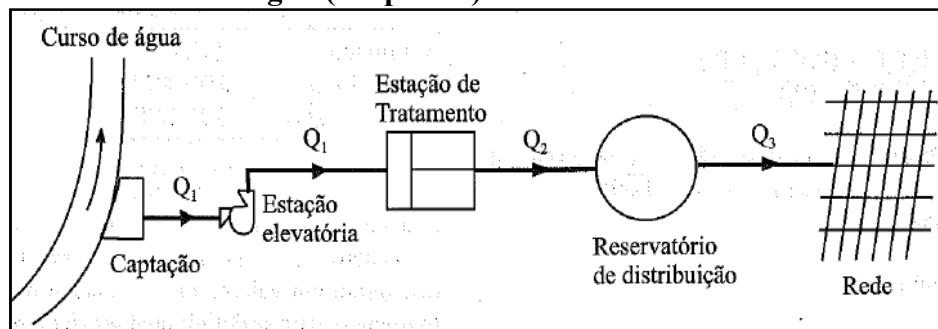 Curso de água
Estação de
Tratamento
Q₁
Q₂
Q₃
Q₁
Estação
elevatória
Captação
Reservatório
de distribuição
Rede